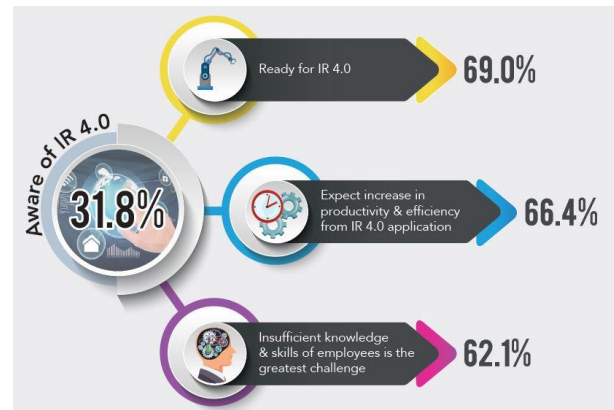 Aware of IR 4.0
31.8%
Ready for IR 4.0
69.0%
Expect increase in
productivity & efficiency
from IR 4.0 application
66.4%
Insufficient knowledge
& skills of employees is the
greatest challenge
62.1%